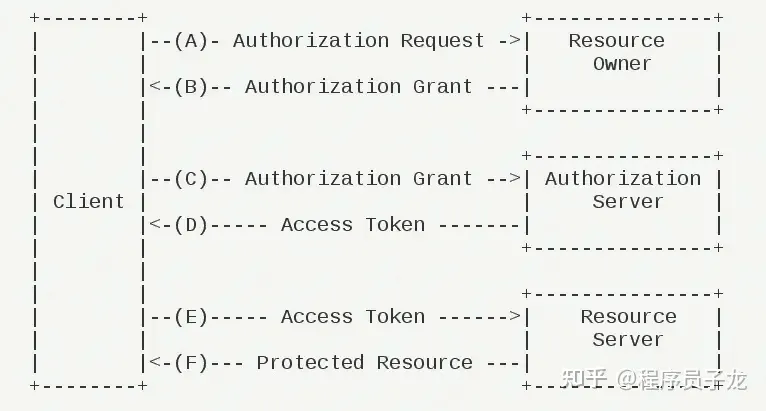 +--------+                               +---------------+
|        |--(A)- Authorization Request ->|   Resource    |
|        |                               |     Owner     |
|        |<-(B)-- Authorization Grant ---|               |
|        |                               +---------------+
|        |
|        |                               +---------------+
|        |--(C)-- Authorization Grant -->| Authorization |
| Client |                               |     Server    |
|        |<-(D)----- Access Token -------|               |
|        |                               +---------------+
|        |
|        |                               +---------------+
|        |--(E)----- Access Token ------>|    Resource   |
|        |                               |     Server    |
|        |<-(F)--- Protected Resource ---|               |
+--------+                               +---------------+
知乎 @程序员子龙